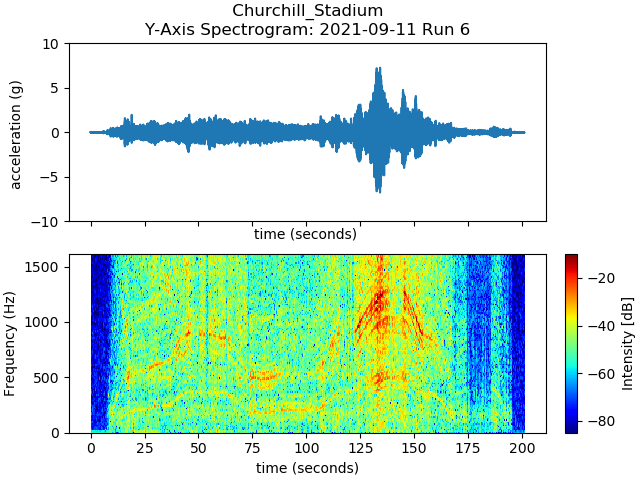 Churchill_Stadium
Y-Axis Spectrogram: 2021-09-11 Run 6
10
5
0
−5
−10
acceleration (g)
time (seconds)
1500
1000
500
0
Frequency (Hz)
0 25 50 75 100 125 150 175 200
time (seconds)
−20
−40
−60
−80
Intensity [dB]